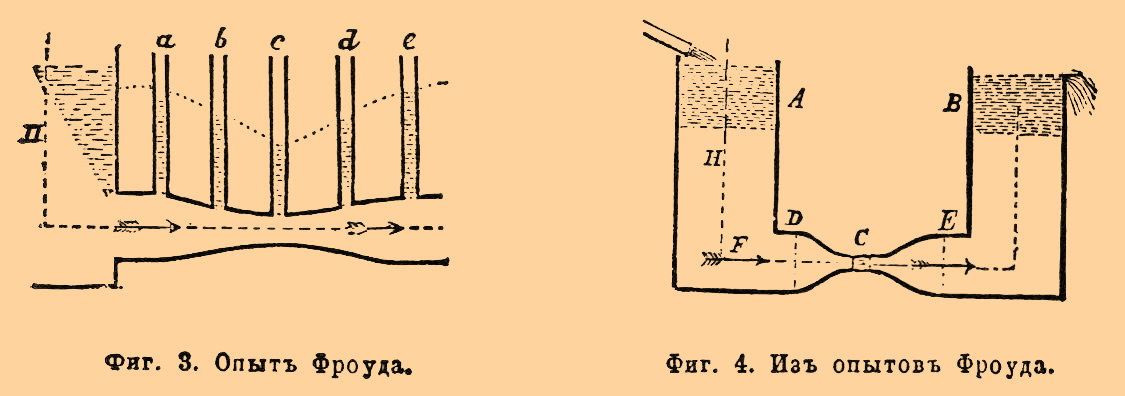 a b c d e
H
Фиг. 3. Опытъ Фроуда.
A
B
H
D
E
C
F
Фиг. 4. Изъ опытовъ Фроуда.